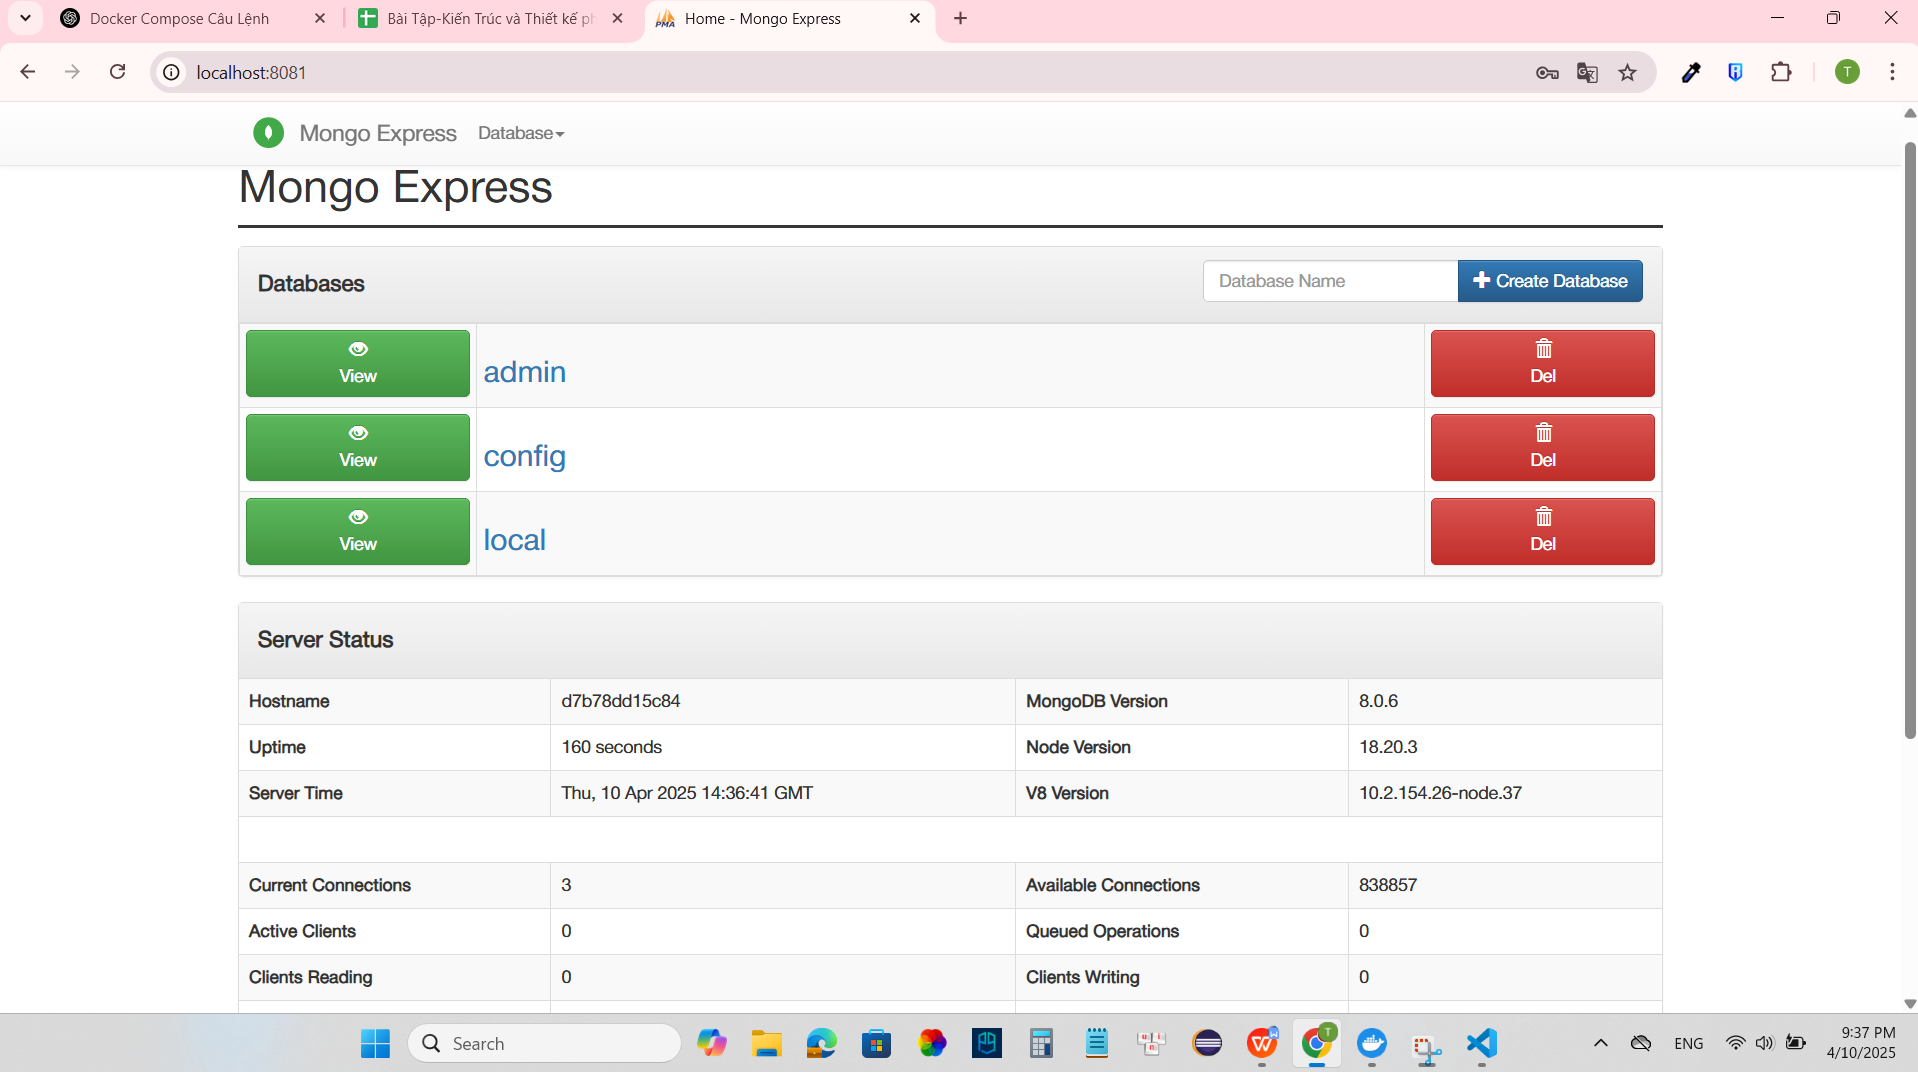 Docker Compose Câu Lệnh
Bài Tập-Kiến Trúc và Thiết kế ph
PMA Home - Mongo Express
localhost:8081
T
Mongo Express Database
Mongo Express
Databases
Database Name
Create Database
View admin Del
View config Del
View local Del
Server Status
Hostname d7b78dd15c84 MongoDB Version 8.0.6
Uptime 160 seconds Node Version 18.20.3
Server Time Thu, 10 Apr 2025 14:36:41 GMT V8 Version 10.2.154.26-node.37
Current Connections 3 Available Connections 838857
Active Clients 0 Queued Operations 0
Clients Reading 0 Clients Writing 0
Search
T
ENG
9:37 PM
4/10/2025